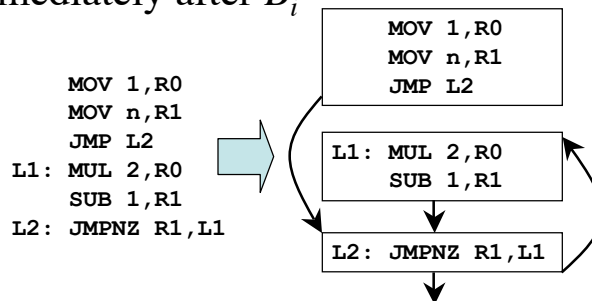 mediately after B_i
MOV 1,R0
MOV n,R1
JMP L2
L1: MUL 2,R0
SUB 1,R1
L2: JMPNZ R1,L1
MOV 1,R0
MOV n,R1
JMP L2
L1: MUL 2,R0
SUB 1,R1
L2: JMPNZ R1,L1